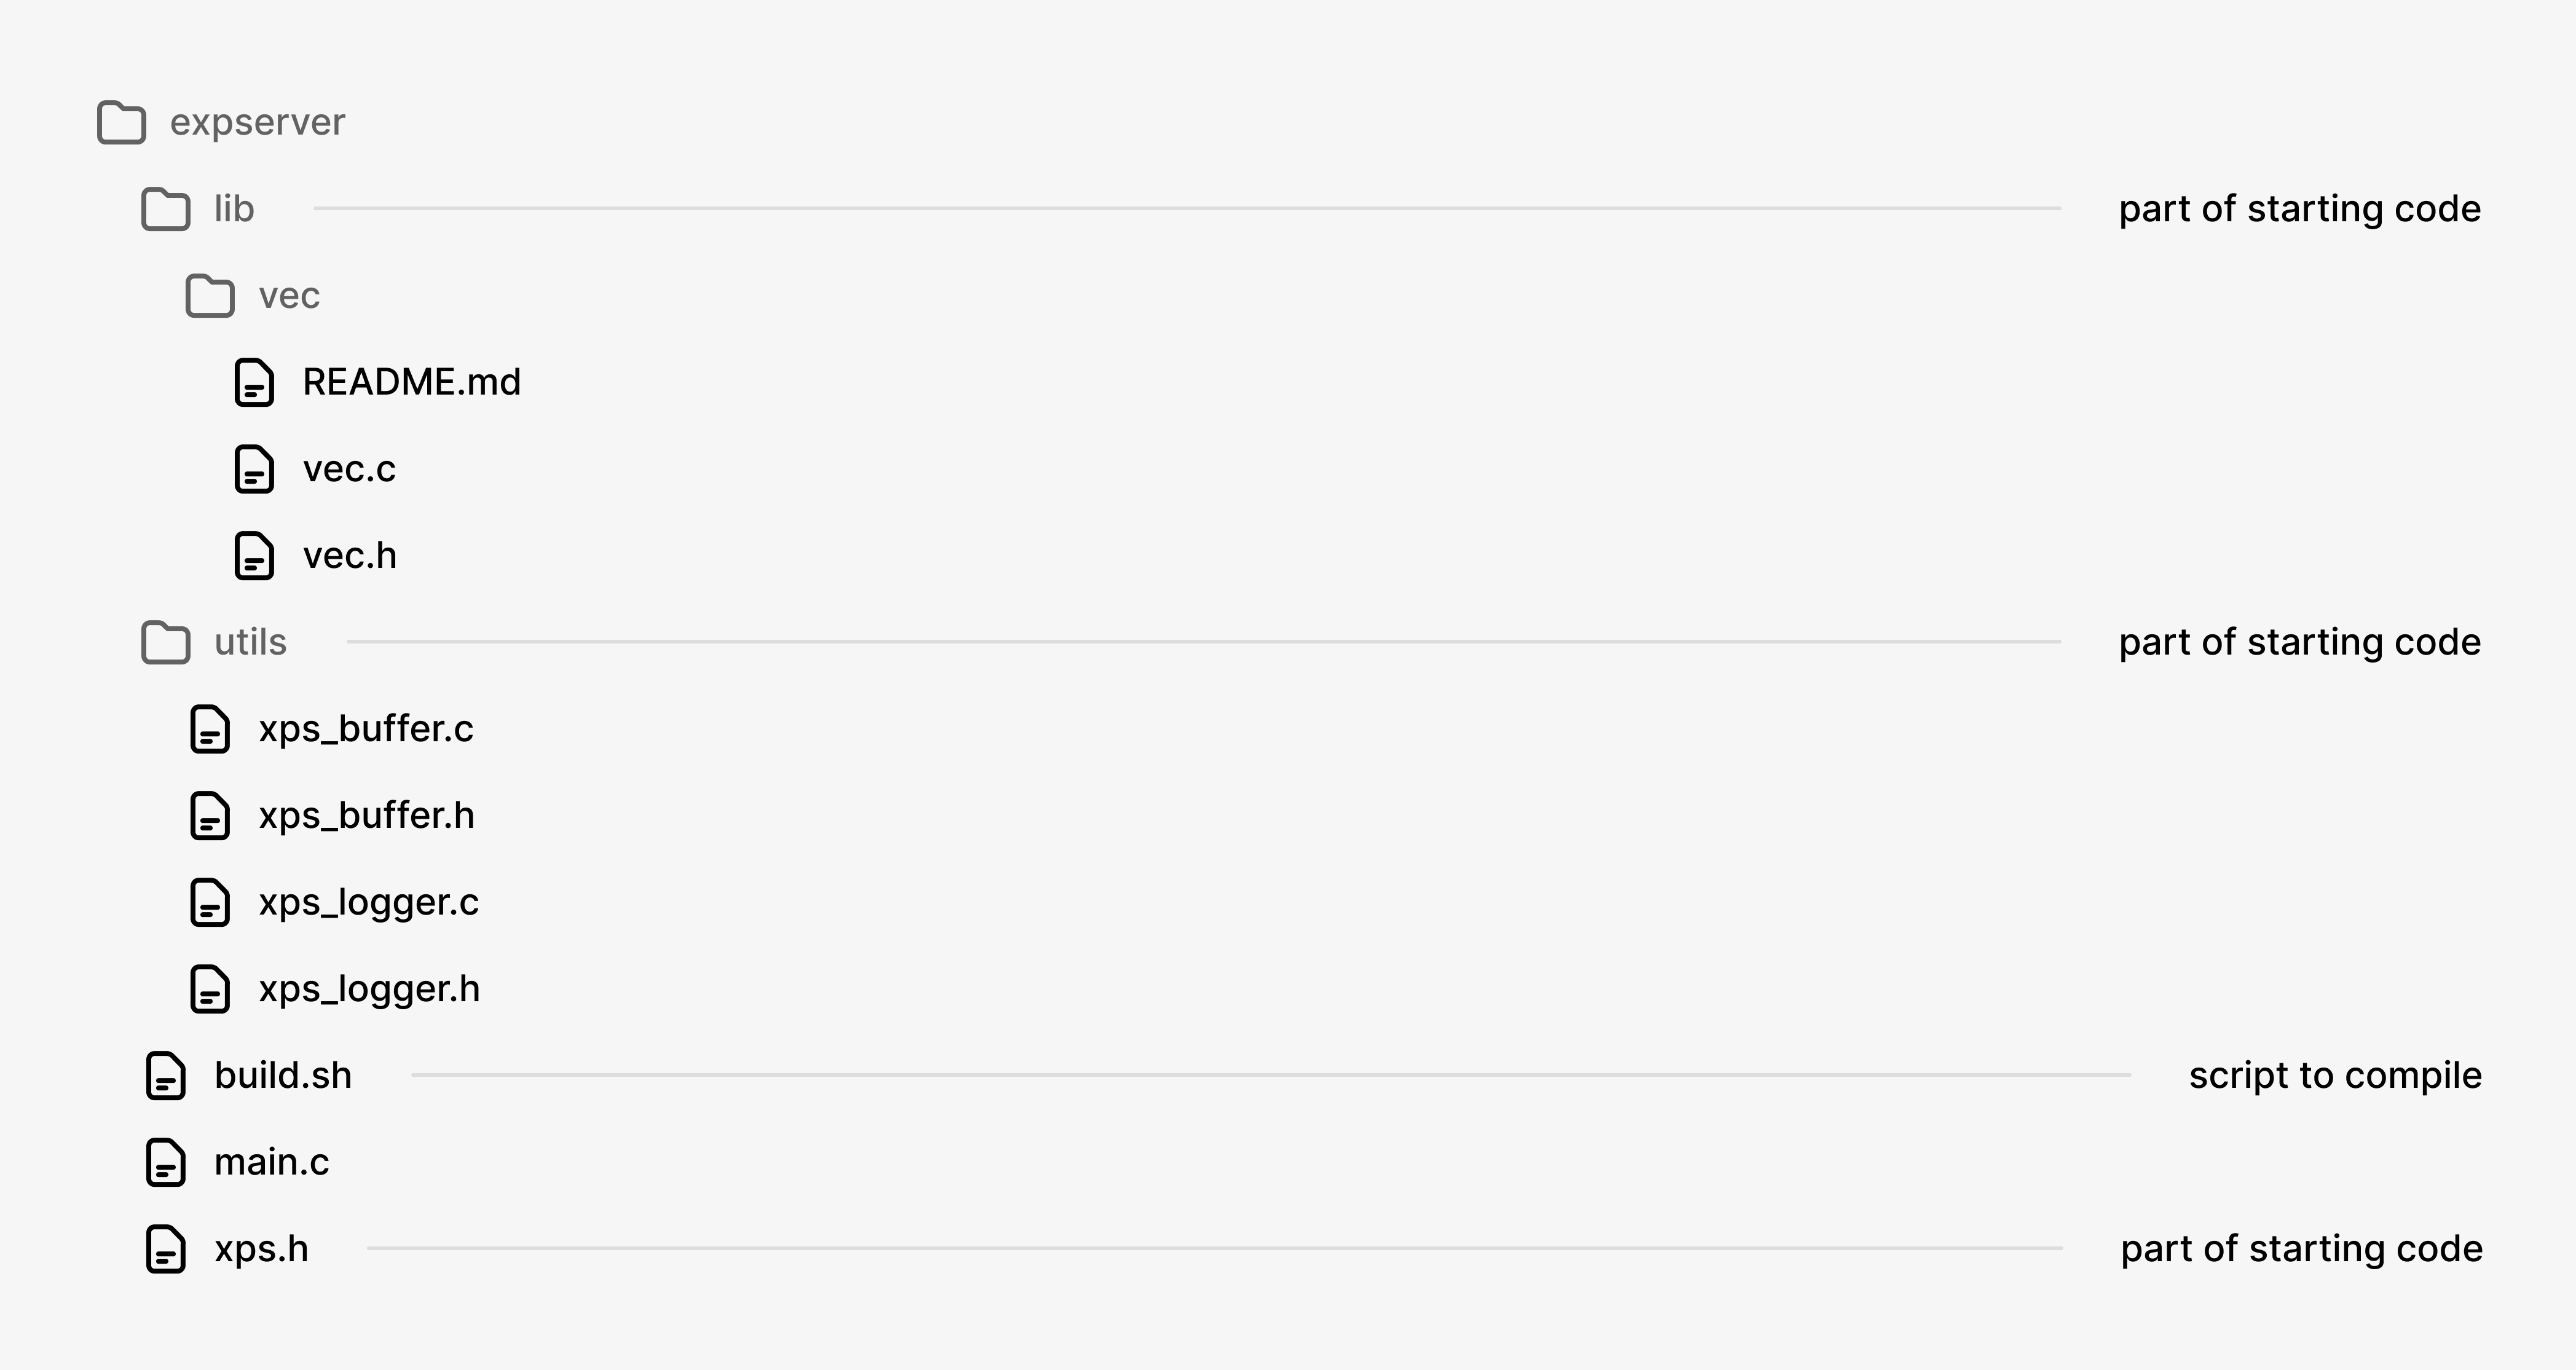 expserver
lib part of starting code
vec
README.md
vec.c
vec.h
utils part of starting code
xps_buffer.c
xps_buffer.h
xps_logger.c
xps_logger.h
build.sh script to compile
main.c
xps.h part of starting code